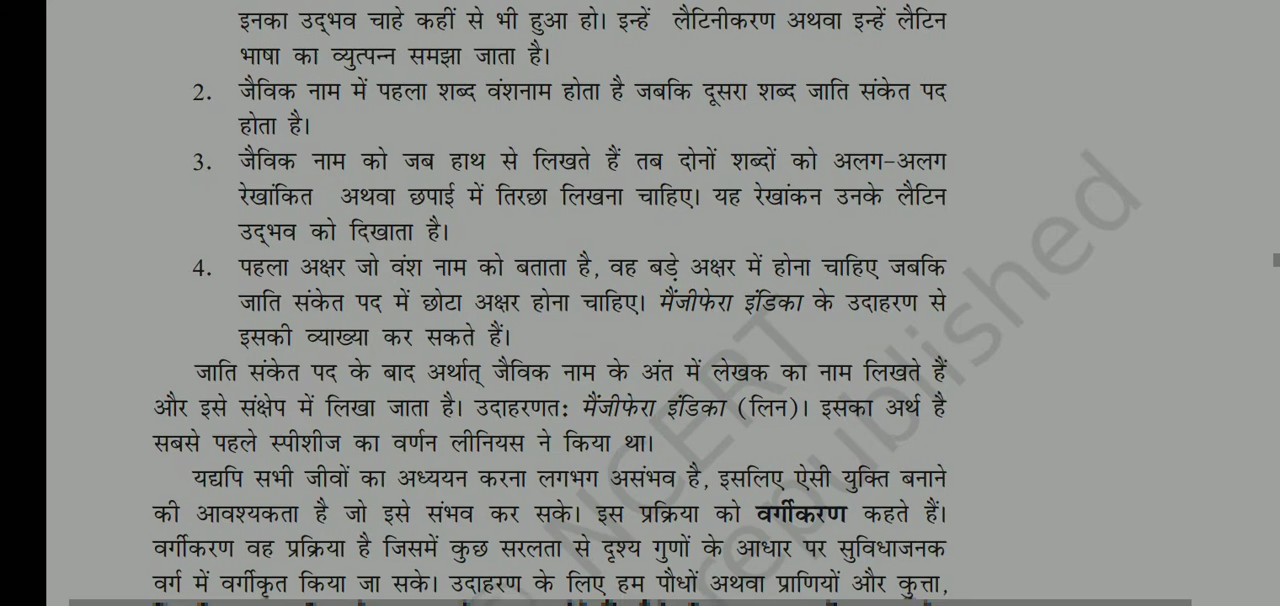 इनका उद्‌भव चाहे कहीं से भी हुआ हो। इन्हें लैटिनीकरण अथवा इन्हें लैटिन
भाषा का व्युत्पन्न समझा जाता है।
2. जैविक नाम में पहला शब्द वंशनाम होता है जबकि दूसरा शब्द जाति संकेत पद
होता है।
3. जैविक नाम को जब हाथ से लिखते हैं तब दोनों शब्दों को अलग-अलग
रेखांकित अथवा छपाई में तिरछा लिखना चाहिए। यह रेखांकन उनके लैटिन
उद्‌भव को दिखाता है।
4. पहला अक्षर जो वंश नाम को बताता है, वह बड़े अक्षर में होना चाहिए जबकि
जाति संकेत पद में छोटा अक्षर होना चाहिए। मैंजीफेरा इंडिका के उदाहरण से
इसकी व्याख्या कर सकते हैं।
जाति संकेत पद के बाद अर्थात् जैविक नाम के अंत में लेखक का नाम लिखते हैं
और इसे संक्षेप में लिखा जाता है। उदाहरणतः मैंजीफेरा इंडिका (लिन)। इसका अर्थ है
सबसे पहले स्पीशीज का वर्णन लीनियस ने किया था।
यद्यपि सभी जीवों का अध्ययन करना लगभग असंभव है, इसलिए ऐसी युक्ति बनाने
की आवश्यकता है जो इसे संभव कर सके। इस प्रक्रिया को वर्गीकरण कहते हैं।
वर्गीकरण वह प्रक्रिया है जिसमें कुछ सरलता से दृश्य गुणों के आधार पर सुविधाजनक
वर्ग में वर्गीकृत किया जा सके। उदाहरण के लिए हम पौधों अथवा प्राणियों और कुत्ता,
NCERT
republished